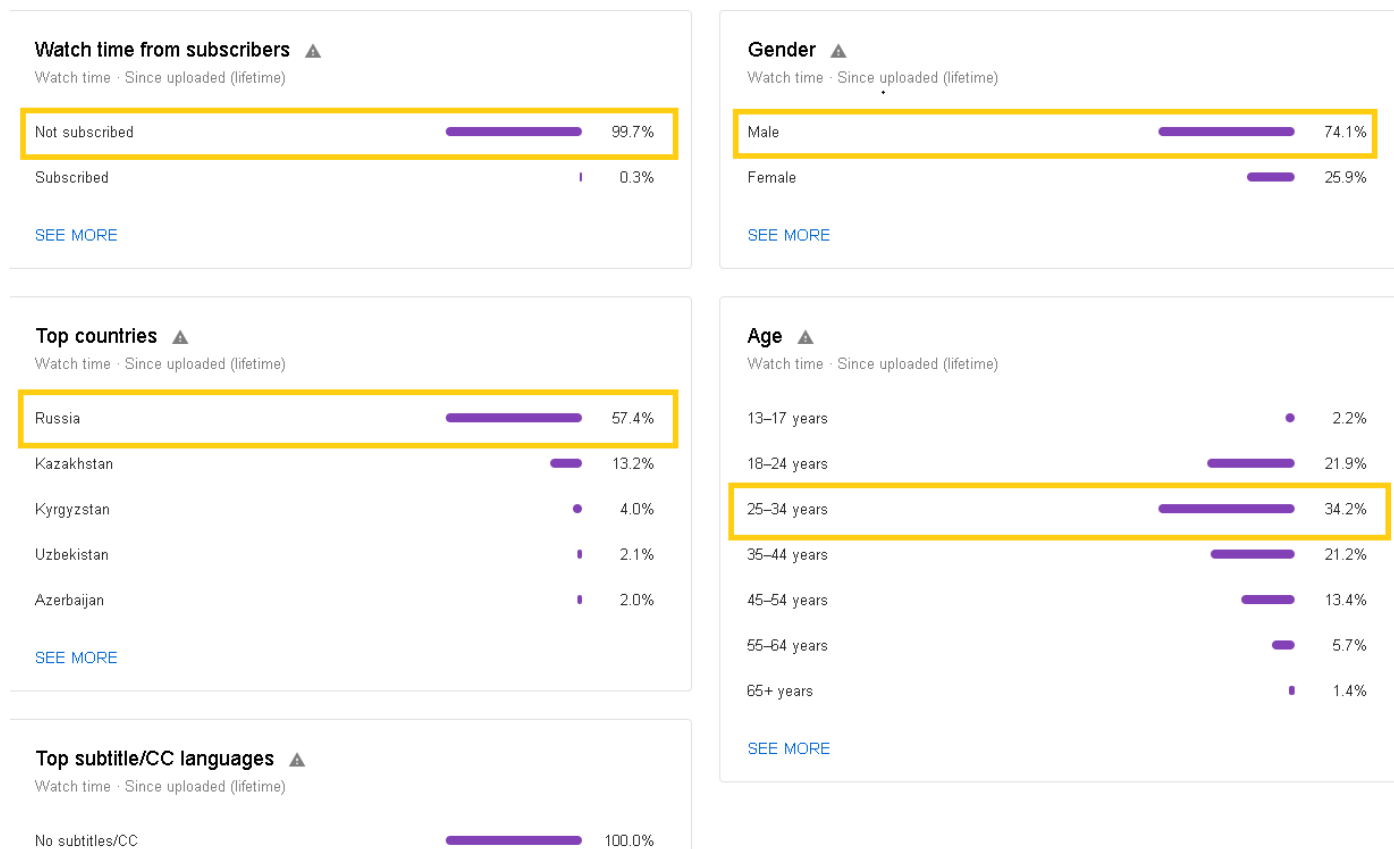 Watch time from subscribers
Watch time · Since uploaded (lifetime)
Not subscribed 99.7%
Subscribed 0.3%
SEE MORE
Gender
Watch time · Since uploaded (lifetime)
Male 74.1%
Female 25.9%
SEE MORE
Top countries
Watch time · Since uploaded (lifetime)
Russia 57.4%
Kazakhstan 13.2%
Kyrgyzstan 4.0%
Uzbekistan 2.1%
Azerbaijan 2.0%
SEE MORE
Age
Watch time · Since uploaded (lifetime)
13–17 years 2.2%
18–24 years 21.9%
25–34 years 34.2%
35–44 years 21.2%
45–54 years 13.4%
55–64 years 5.7%
65+ years 1.4%
SEE MORE
Top subtitle/CC languages
Watch time · Since uploaded (lifetime)
No subtitles/CC 100.0%